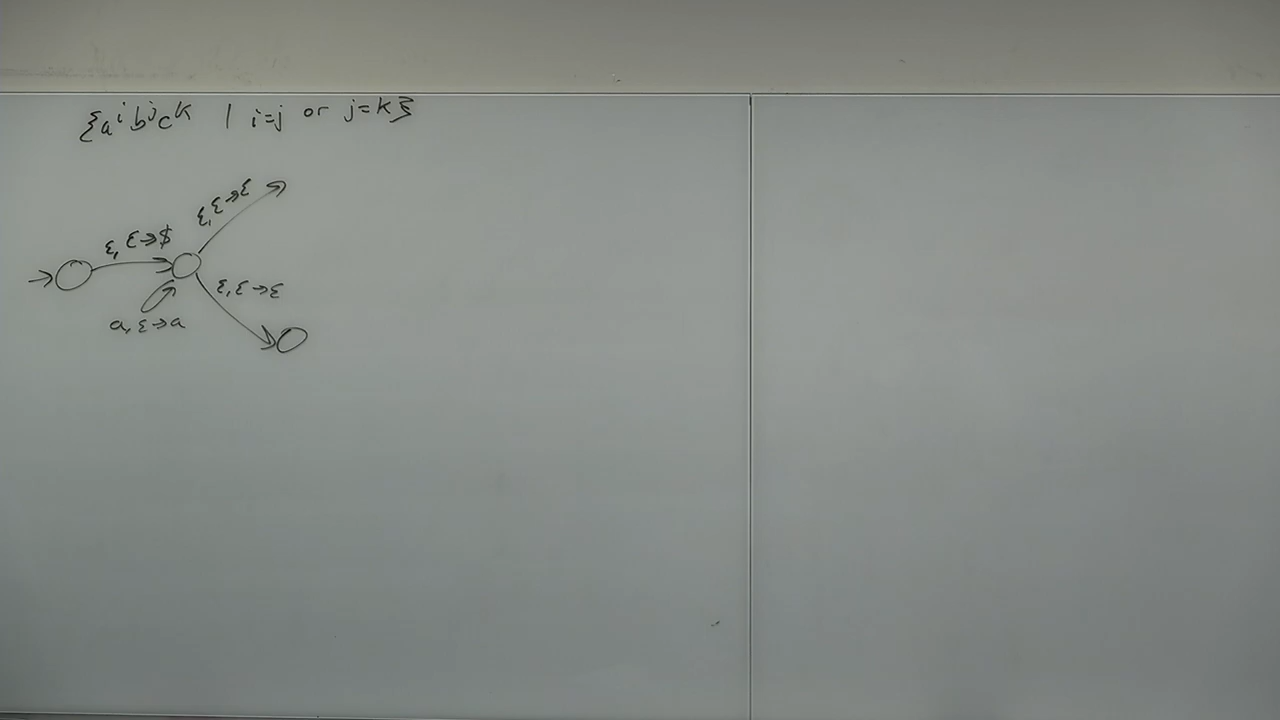 {aⁱbʲcᵏ | i=j or j=k}
ε,ε→ε
ε,ε→$
ε,ε→ε
a,ε→a